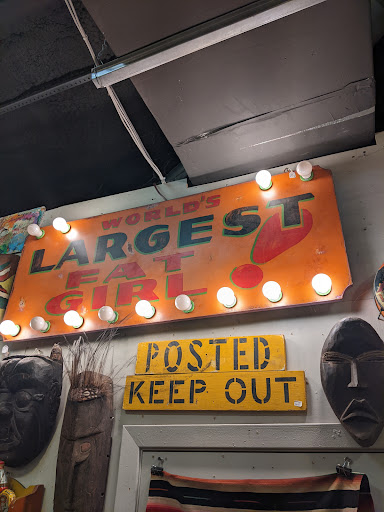 WORLD'S
LARGEST
FAT
GIRL!
POSTED
KEEP OUT